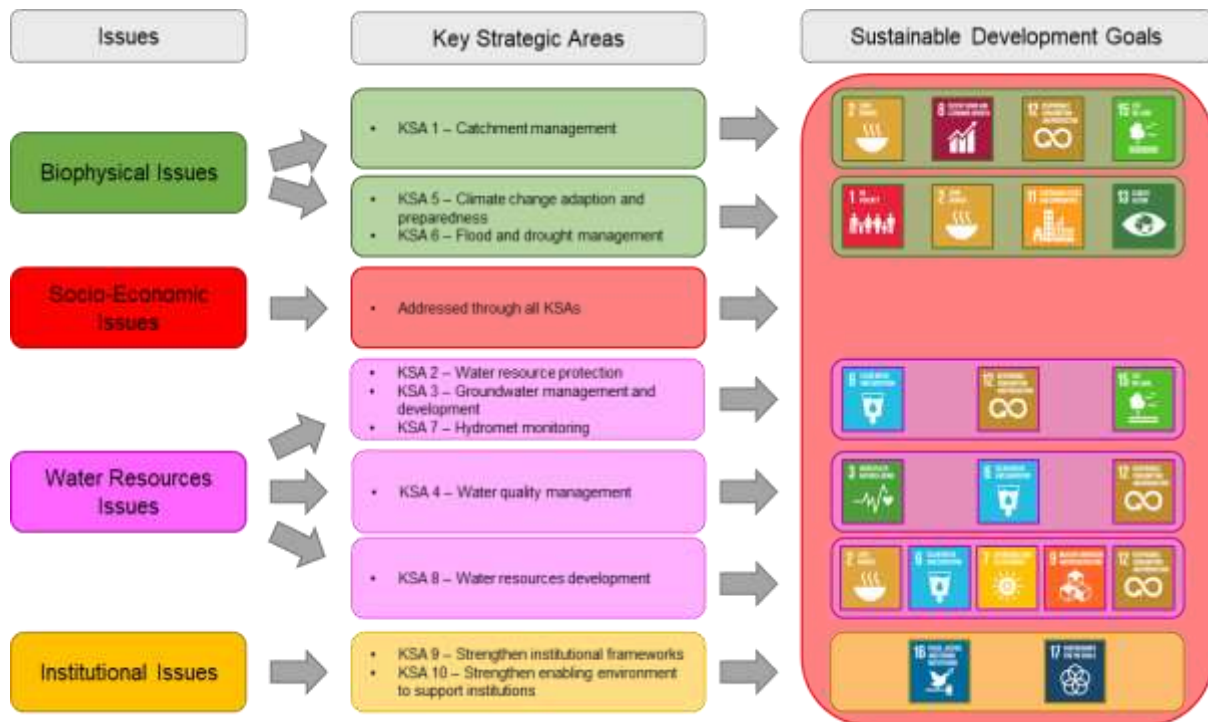 Issues
Key Strategic Areas
Sustainable Development Goals
Biophysical Issues
• KSA 1 – Catchment management
2
8
12
15
• KSA 5 – Climate change adaption and
preparedness
• KSA 6 – Flood and drought management
1
2
11
13
Socio-Economic
Issues
• Addressed through all KSAs
Water Resources
Issues
• KSA 2 – Water resource protection
• KSA 3 – Groundwater management and
development
• KSA 7 – Hydromet monitoring
6
12
15
• KSA 4 – Water quality management
3
6
12
• KSA 8 – Water resources development
2
6
7
9
12
Institutional Issues
• KSA 9 – Strengthen institutional frameworks
• KSA 10 – Strengthen enabling environment
to support institutions
16
17